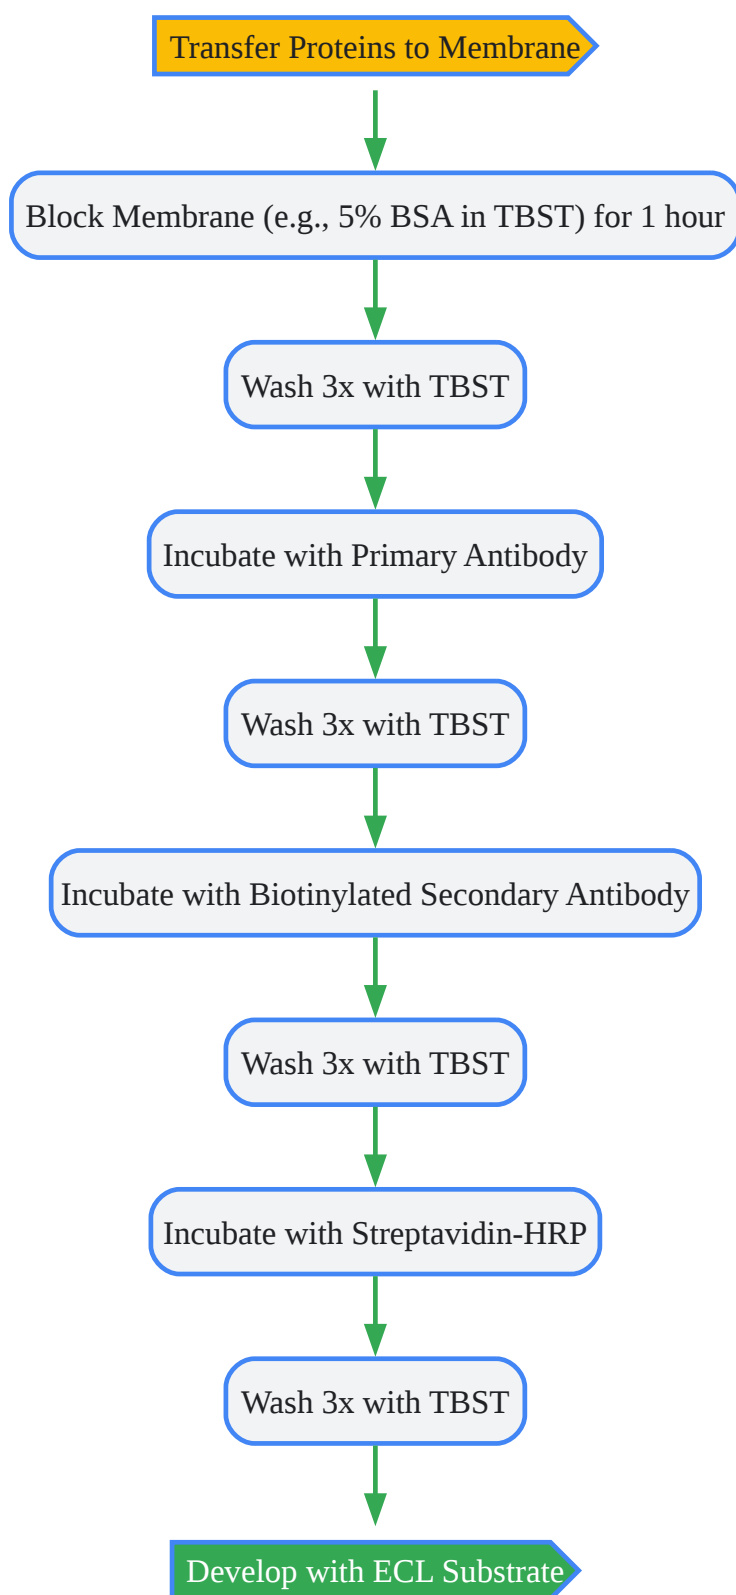 Transfer Proteins to Membrane
Block Membrane (e.g., 5% BSA in TBST) for 1 hour
Wash 3x with TBST
Incubate with Primary Antibody
Wash 3x with TBST
Incubate with Biotinylated Secondary Antibody
Wash 3x with TBST
Incubate with Streptavidin-HRP
Wash 3x with TBST
Develop with ECL Substrate